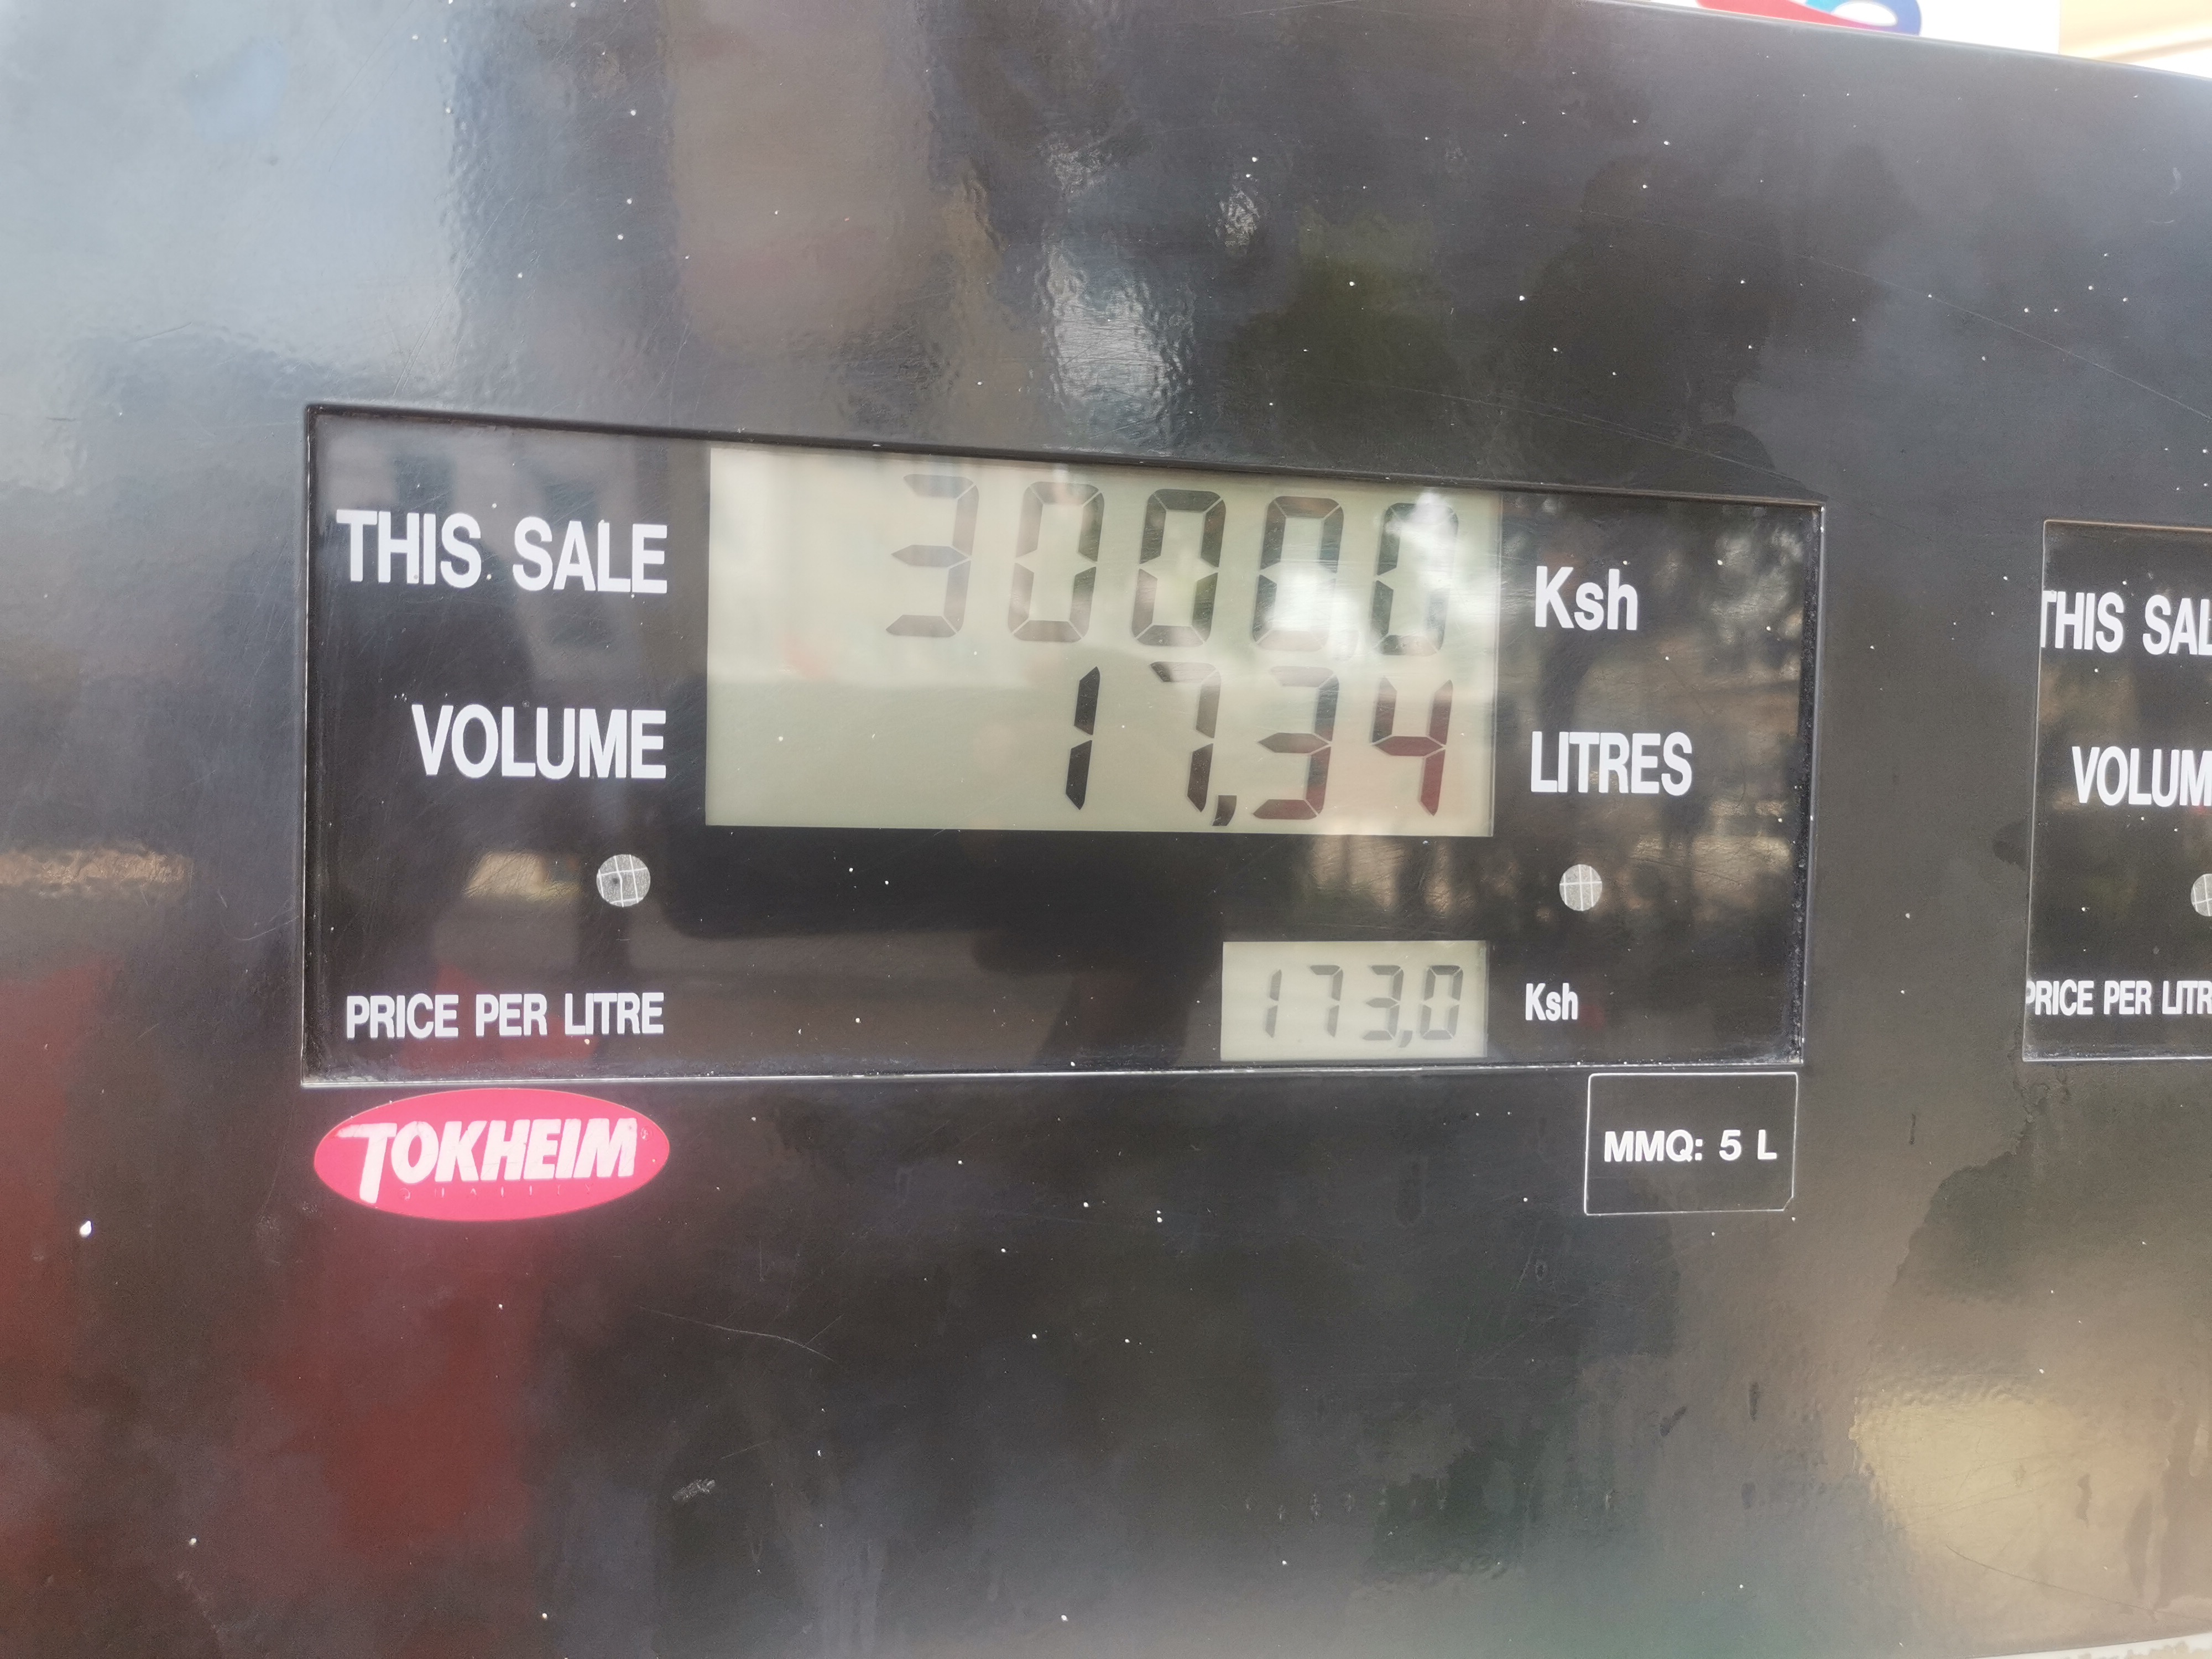 THIS SALE 3000,0 Ksh
VOLUME 17,34 LITRES
PRICE PER LITRE 173,0 Ksh
TOKHEIM
MMQ: 5 L
THIS SAL
VOLUM
PRICE PER LITR